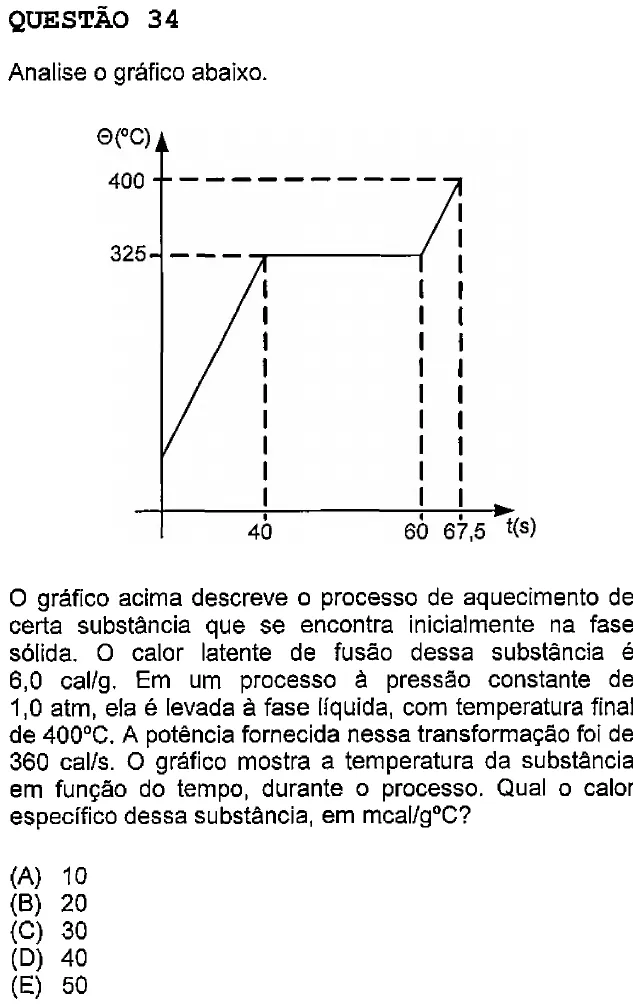 QUESTÃO 34
Analise o gráfico abaixo.
Θ(ºC)
400
325
40
60
67,5
t(s)
O gráfico acima descreve o processo de aquecimento de
certa substância que se encontra inicialmente na fase
sólida. O calor latente de fusão dessa substância é
6,0 cal/g. Em um processo à pressão constante de
1,0 atm, ela é levada à fase líquida, com temperatura final
de 400ºC. A potência fornecida nessa transformação foi de
360 cal/s. O gráfico mostra a temperatura da substância
em função do tempo, durante o processo. Qual o calor
específico dessa substância, em mcal/gºC?
(A) 10
(B) 20
(C) 30
(D) 40
(E) 50